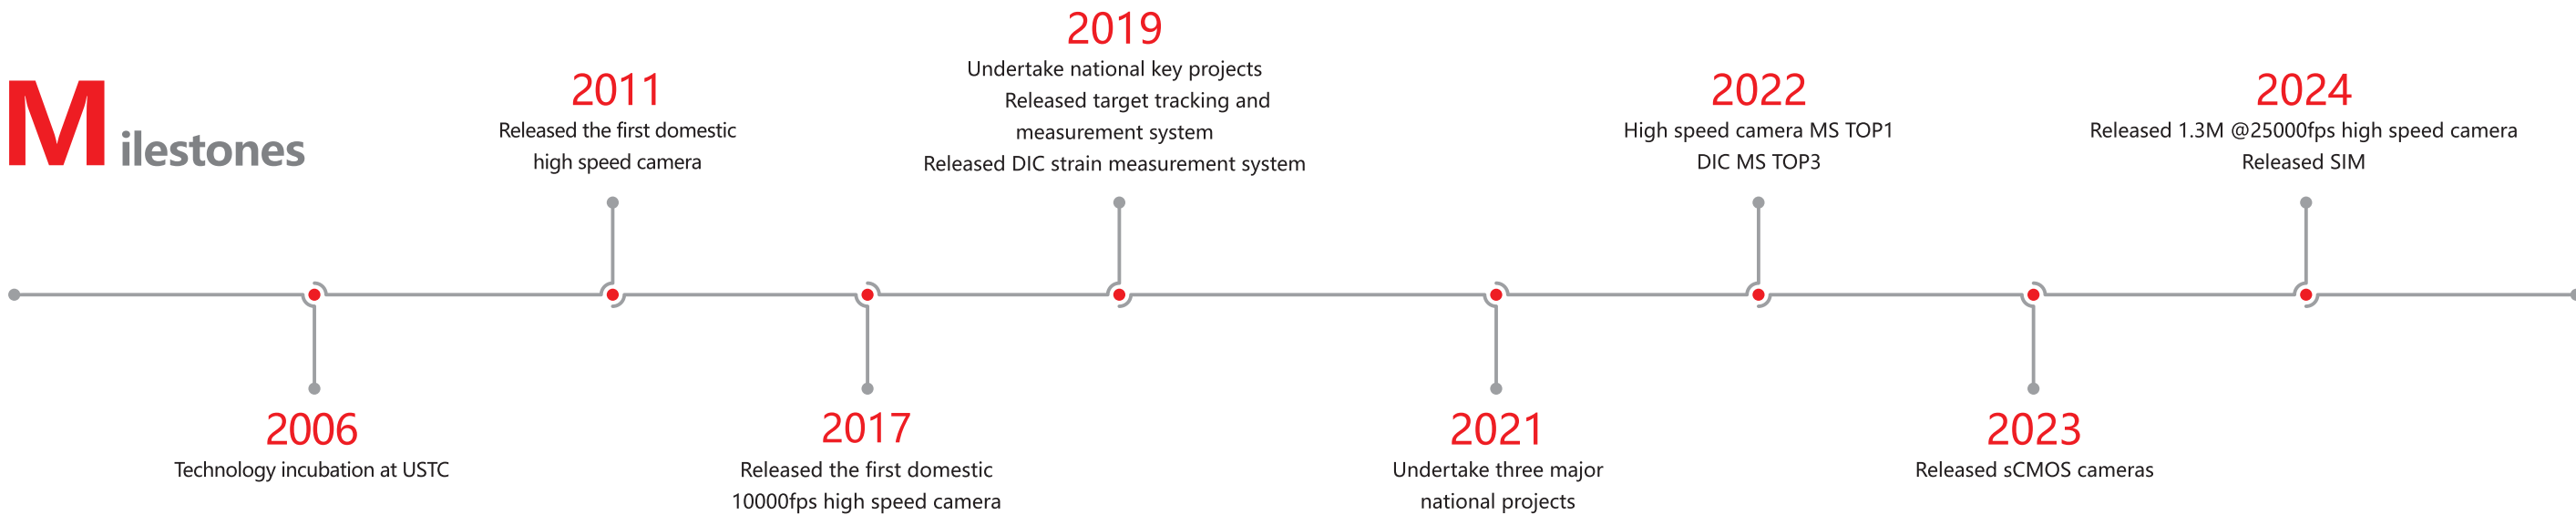 Milestones
2006
Technology incubation at USTC
2011
Released the first domestic
high speed camera
2017
Released the first domestic
10000fps high speed camera
2019
Undertake national key projects
Released target tracking and
measurement system
Released DIC strain measurement system
2021
Undertake three major
national projects
2022
High speed camera MS TOP1
DIC MS TOP3
2023
Released sCMOS cameras
2024
Released 1.3M @25000fps high speed camera
Released SIM